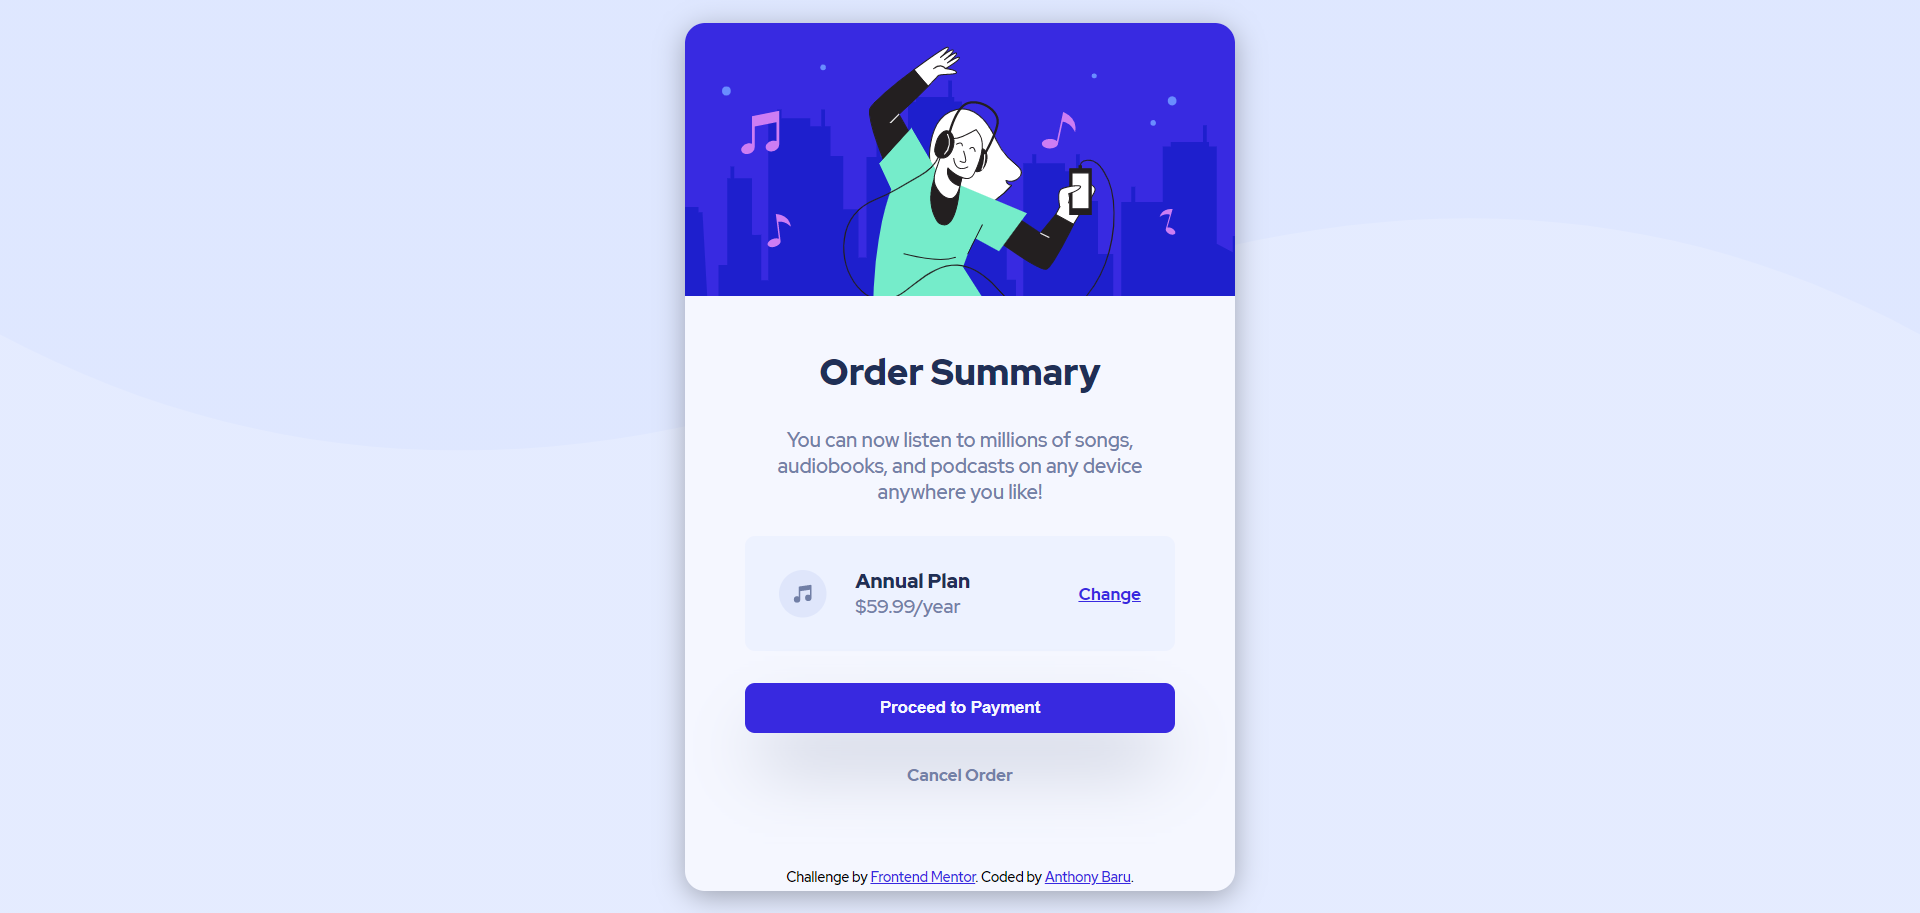 Order Summary
You can now listen to millions of songs,
audiobooks, and podcasts on any device
anywhere you like!
Annual Plan
$59.99/year
Change
Proceed to Payment
Cancel Order
Challenge by Frontend Mentor. Coded by Anthony Baru.